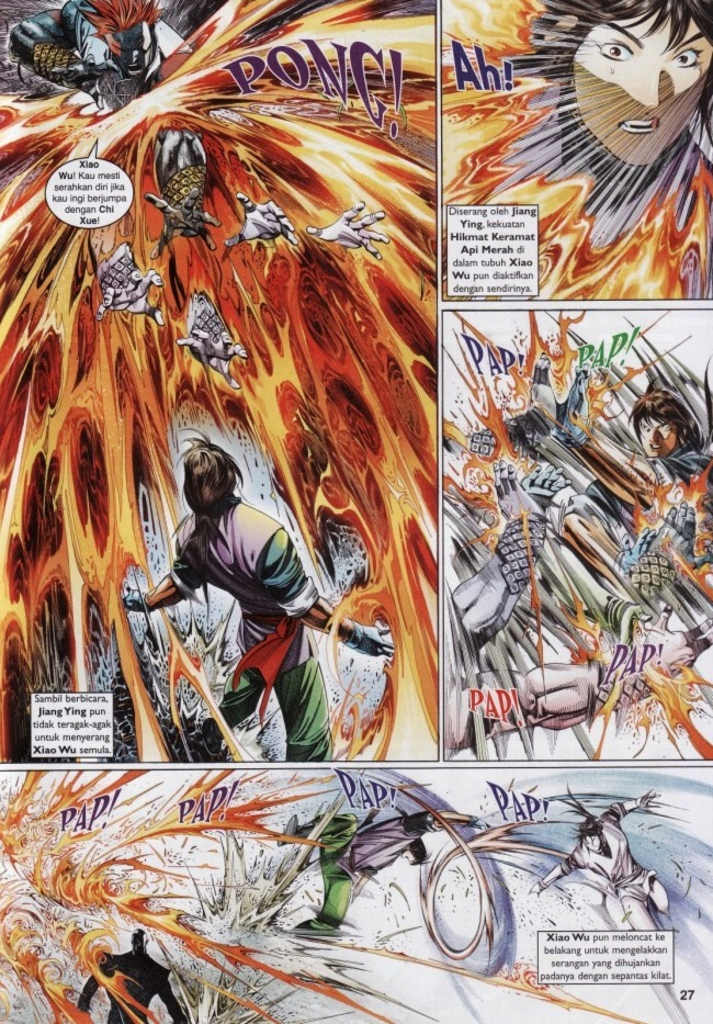 PONG!
Xiao
Wu! Kau mesti
serahkan diri jika
kau ingi berjumpa
dengan Chi
Xue!
Sambil berbicara,
Jiang Ying pun
tidak teragak-agak
untuk menyerang
Xiao Wu semula.
Ah!
Diserang oleh Jiang
Ying, kekuatan
Hikmat Keramat
Api Merah di
dalam tubuh Xiao
Wu pun diaktifkan
dengan sendirinya.
PAP!
PAP!
PAP!
PAP!
PAP!
PAP!
PAP!
PAP!
Xiao Wu pun meloncat ke
belakang untuk mengelakkan
serangan yang dihujankan
padanya dengan sepantas kilat.
27